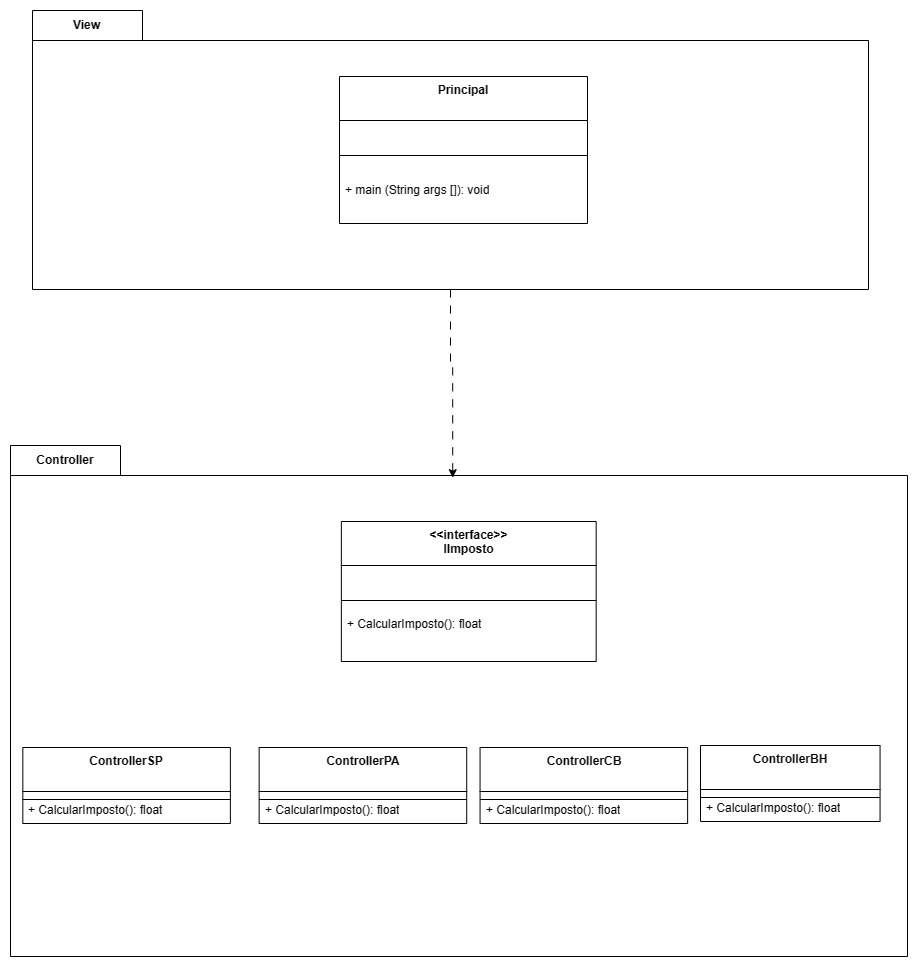 View
Principal
+ main (String args []): void
Controller
<<interface>>
IImposto
+ CalcularImposto(): float
ControllerSP
+ CalcularImposto(): float
ControllerPA
+ CalcularImposto(): float
ControllerCB
+ CalcularImposto(): float
ControllerBH
+ CalcularImposto(): float